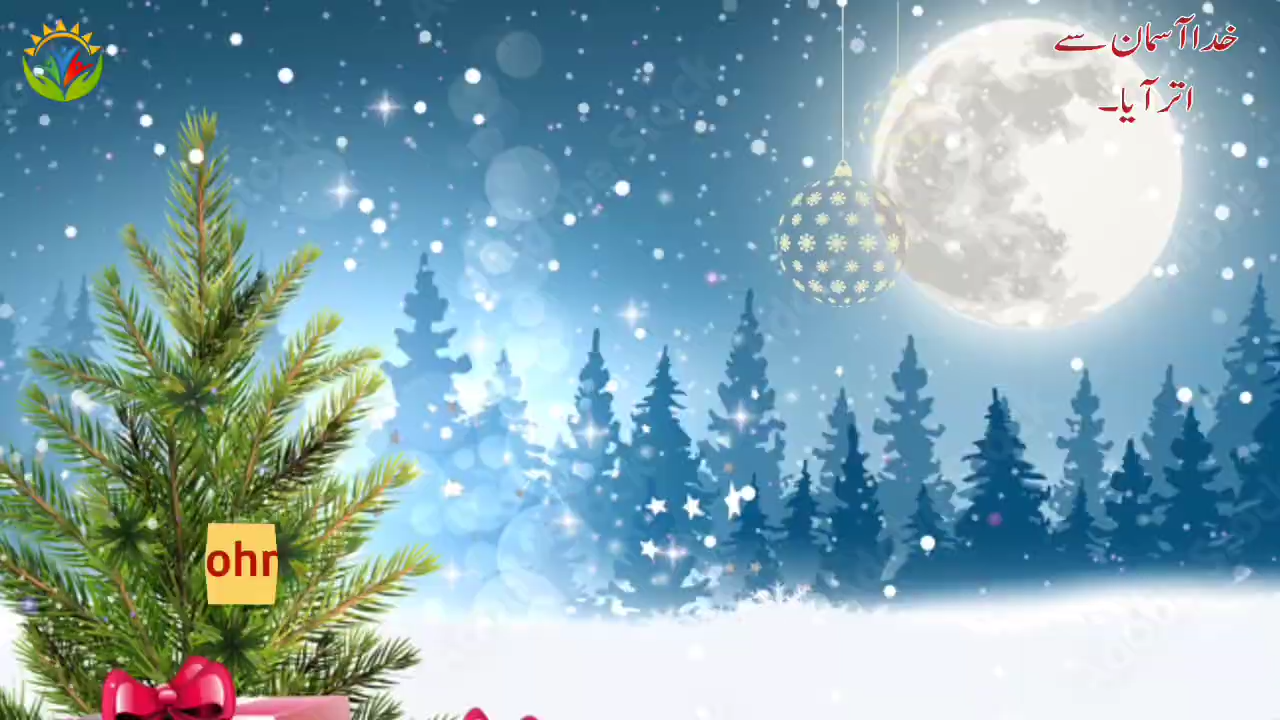 خدا آسمان سے
اتر آیا۔
ohr